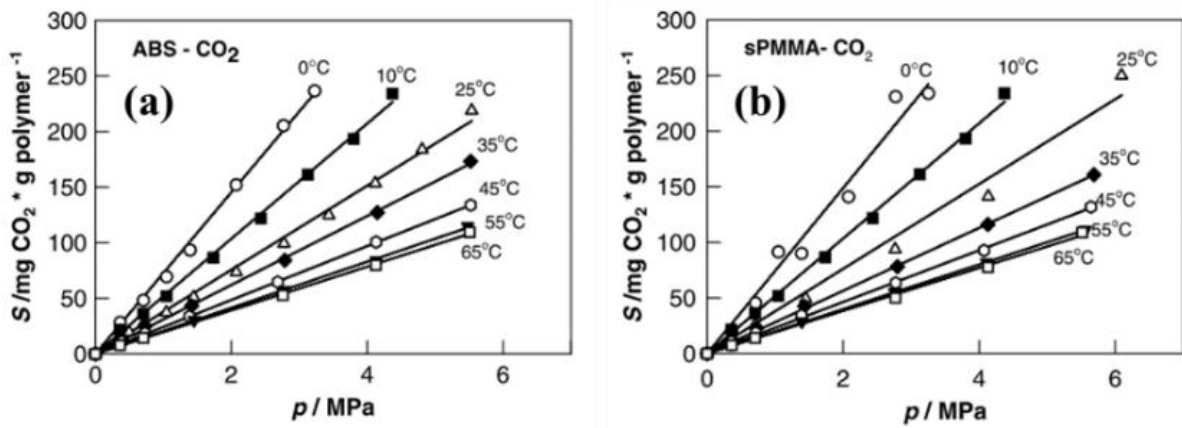 300
250
200
150
100
50
0
S /mg CO₂ * g polymer⁻¹
ABS - CO₂
(a)
0°C
10°C
25°C
35°C
45°C
55°C
65°C
0 2 4 6
p / MPa
300
250
200
150
100
50
0
S /mg CO₂ * g polymer⁻¹
sPMMA- CO₂
(b)
0°C
10°C
25°C
35°C
45°C
55°C
65°C
0 2 4 6
p / MPa